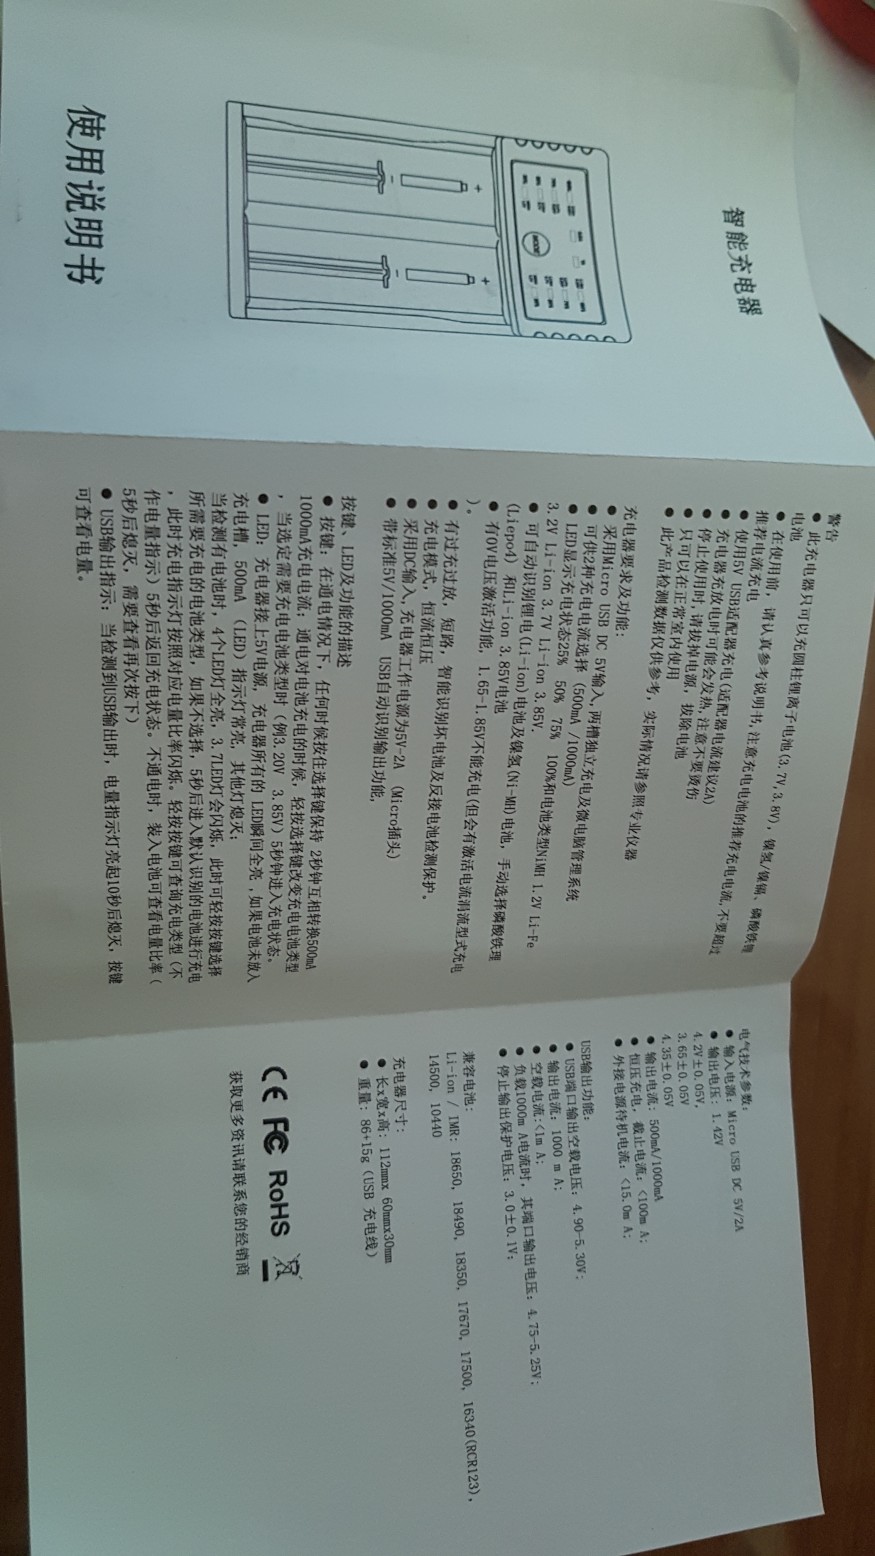 智能充电器
MODE
+
-
+
-
使用说明书
警告
● 此充电器只可以充圆柱锂离子电池(3.7V,3.8V), 镍氢/镍镉、磷酸铁锂
电池
● 在使用前, 请认真参考说明书,注意充电电池的推荐充电电流,不要超过
推荐电流充电
● 使用5V USB适配器充电(适配器电流建议2A)
● 充电器充放电时可能会发热,注意不要烫伤
● 停止使用时,请拔掉电源, 拔除电池
● 只可以在正常室内使用
● 此产品检测数据仅供参考, 实际情况请参照专业仪器
充电器要求及功能:
● 采用Micro USB DC 5V输入,两槽独立充电及微电脑管理系统
● 可供2种充电电流选择 (500mA /1000mA)
● LED显示充电状态25% 50% 75% 100%和电池类型NiMH 1.2V Li-Fe
3.2V Li-ion 3.7V Li-ion 3.85V.
● 可自动识别锂电(Li-ion)电池及镍氢(Ni-MH)电池, 手动选择磷酸铁理
(Liepo4) 和Li-ion 3.85V电池
● 有0V电压激活功能, 1.65-1.85V不能充电(但会有激活电流涓流型式充电
)。
● 有过充过放, 短路, 智能识别坏电池及反接电池检测保护。
● 充电模式, 恒流恒压
● 采用DC输入,充电器工作电源为5V-2A (Micro插头)
● 带标准5V/1000mA USB自动识别输出功能,
按键、LED及功能的描述
● 按键, 在通电情况下, 任何时候按住选择键保持 2秒钟互相转换500mA
1000mA充电电流; 通电对电池充电的时候, 轻按选择键改变充电电池类型
, 当选定需要充电电池类型时 (例3.20V 3.85V) 5秒钟进入充电状态。
● LED; 充电器接上5V电源, 充电器所有的 LED瞬间全亮 ,如果电池未放入
充电槽, 500mA (LED) 指示灯常亮, 其他灯熄灭;
当检测有电池时, 4个LED灯全亮, 3.7LED灯会闪烁, 此时可轻按按键选择
所需要充电的电池类型, 如果不选择, 5秒后进入默认识别的电池进行充电
, 此时充电指示灯按照对应电量比率闪烁。轻按按键可查询充电类型 (不
作电量指示) 5秒后返回充电状态。不通电时, 装入电池可查看电量比率 (
5秒后熄灭, 需要查看再次按下)
● USB输出指示; 当检测到USB输出时, 电量指示灯亮起10秒后熄灭, 按键
可查看电量。
电气技术参数:
● 输入电源: Micro USB DC 5V/2A
● 输出电压: 1.42V
4.2V±0.05V,
3.65±0.05V
4.35±0.05V
● 输出电流: 500mA/1000mA
● 恒压充电, 截止电流: <100m A;
● 外接电源待机电流: <15.0m A;
USB输出功能:
● USB端口输出空载电压: 4.90-5.30V;
● 输出电流: 1000 m A;
● 空载电流:<1m A;
● 负载1000m A电流时, 其端口输出电压: 4.75-5.25V;
● 停止输出保护电压: 3.0±0.1V;
兼容电池:
Li-ion / IMR: 18650, 18490, 18350, 17670, 17500, 16340(RCR123),
14500, 10440
充电器尺寸:
● 长x宽x高: 112mmx 60mmx30mm
● 重量: 86+15g (USB 充电线)
CE FC RoHS
获取更多资讯请联系您的经销商